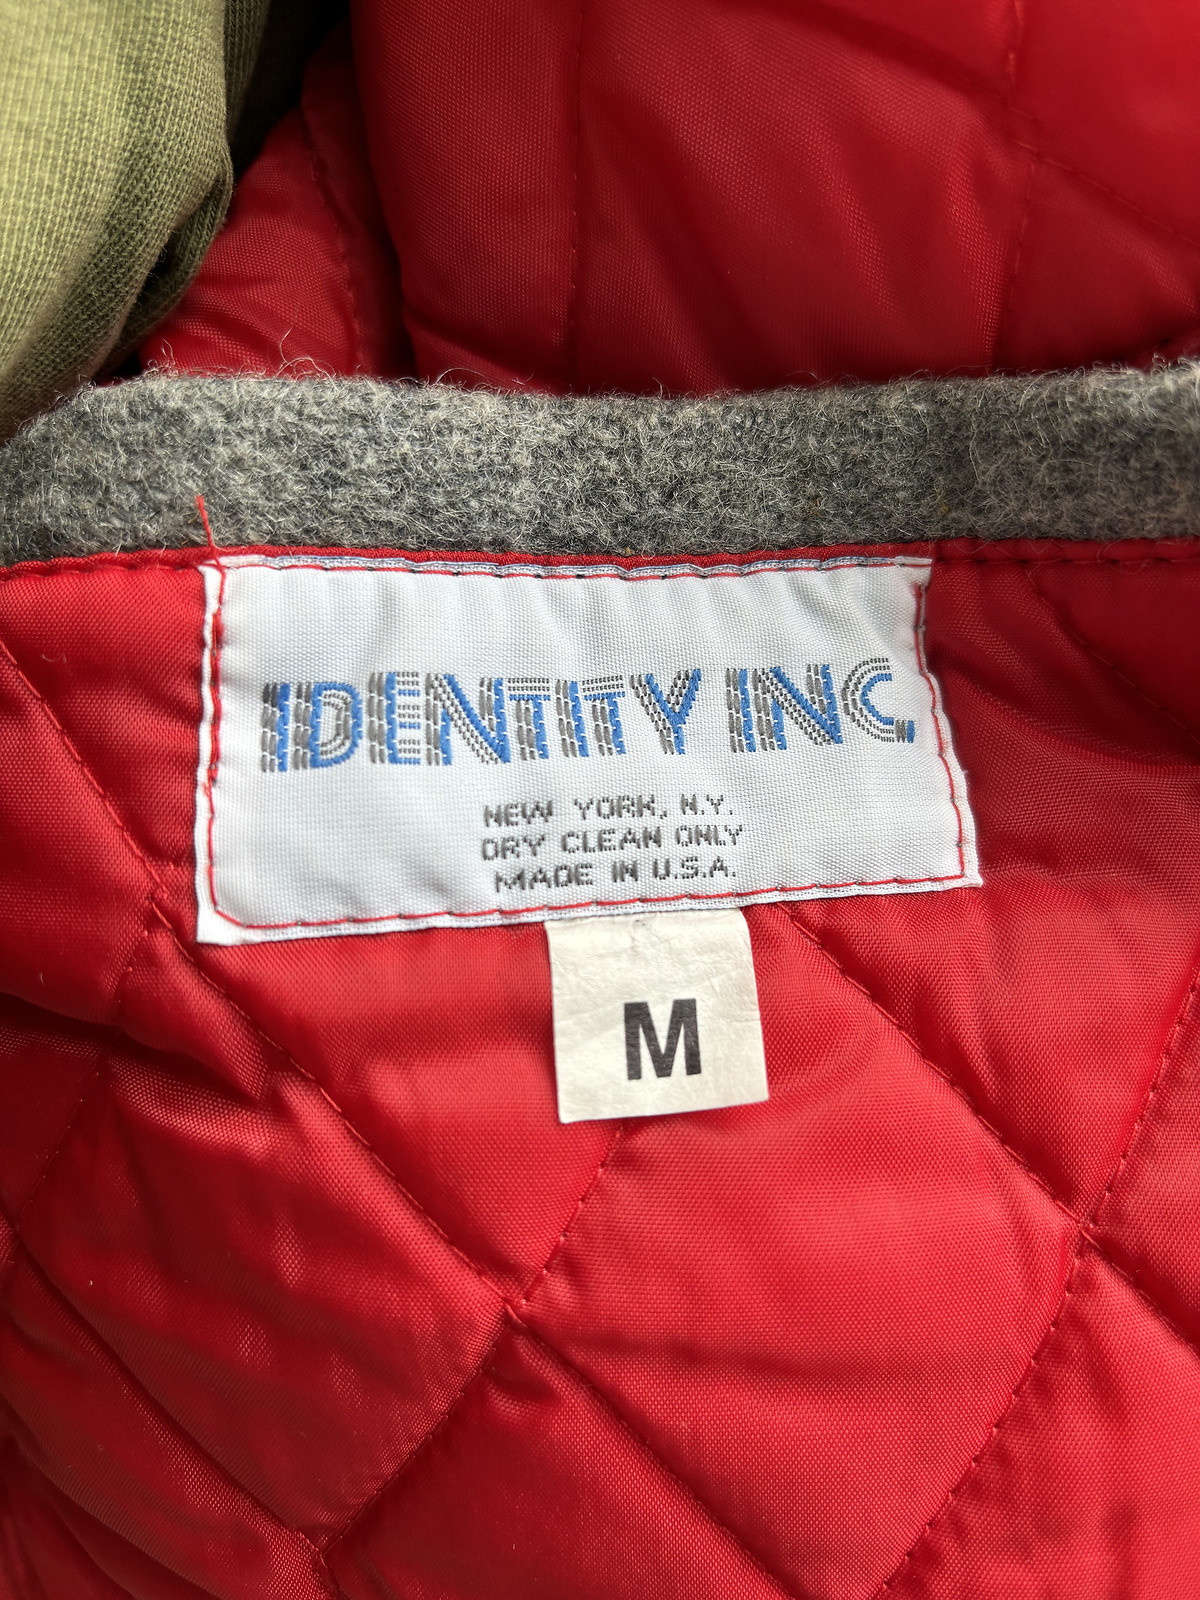 IDENTITY INC.
NEW YORK, N.Y.
DRY CLEAN ONLY
MADE IN U.S.A.
M